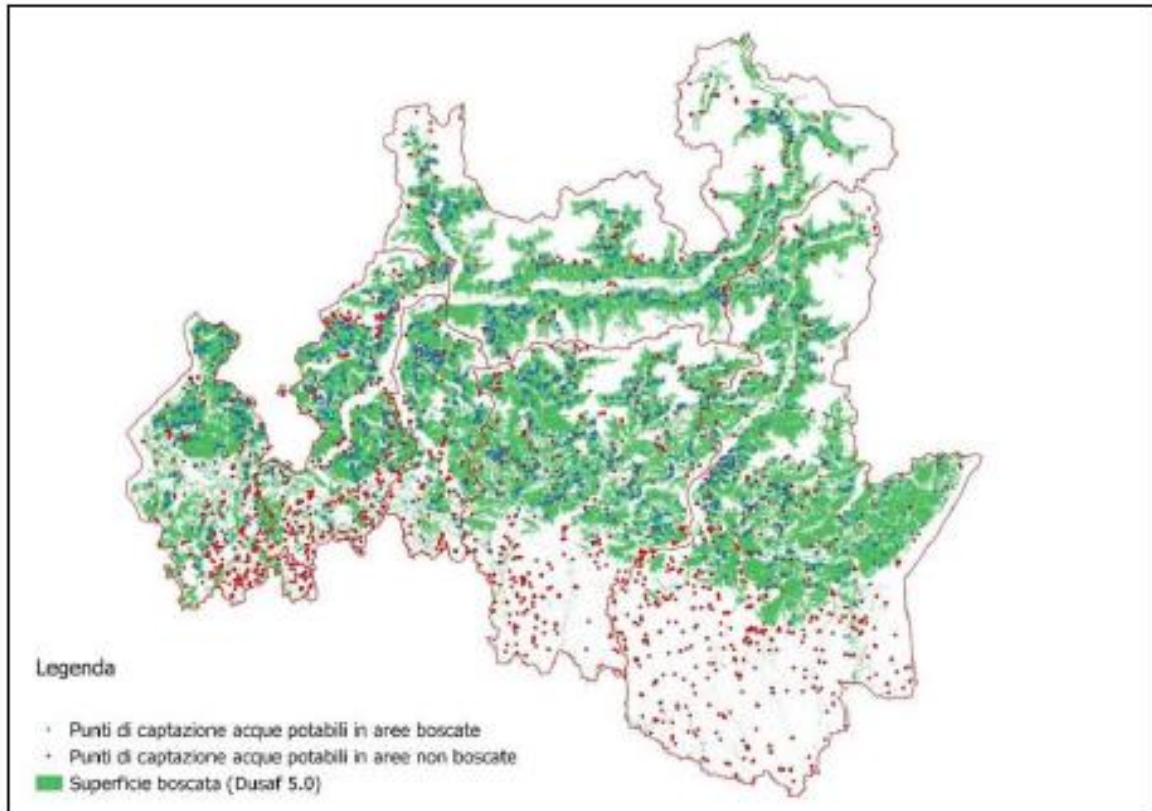 Legenda
Punti di captazione acque potabili in aree boscate
Punti di captazione acque potabili in aree non boscate
Superficie boscata (Dusaf 5.0)